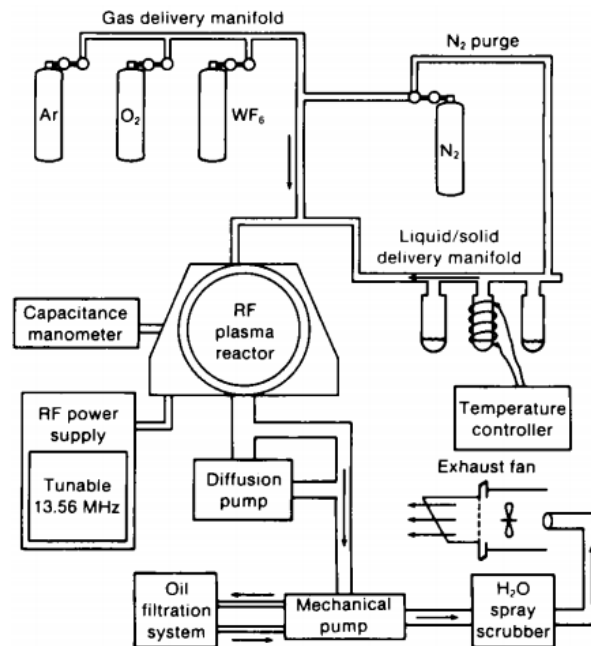 Gas delivery manifold
N₂ purge
Ar
O₂
WF₆
N₂
Liquid/solid
delivery manifold
Capacitance
manometer
RF
plasma
reactor
RF power
supply
Tunable
13.56 MHz
Temperature
controller
Diffusion
pump
Exhaust fan
Oil
filtration
system
Mechanical
pump
H₂O
spray
scrubber